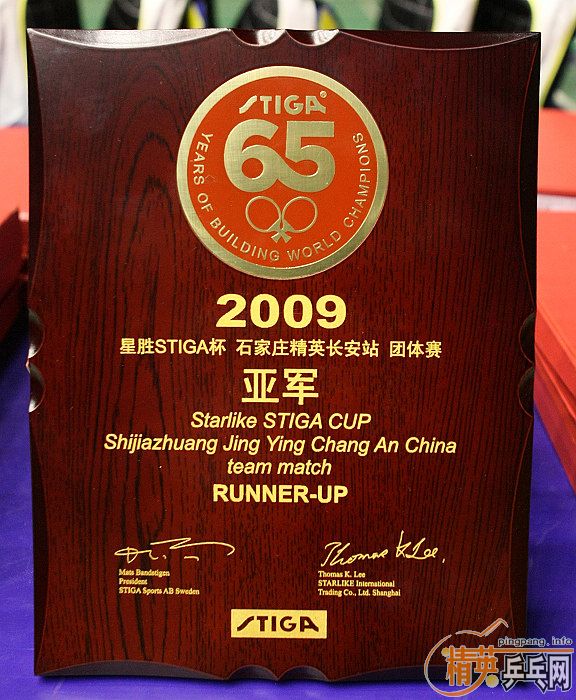 STIGA®
65
YEARS OF BUILDING WORLD CHAMPIONS
2009
星胜STIGA杯 石家庄精英长安站 团体赛
亚军
Starlike STIGA CUP
Shijiazhuang Jing Ying Chang An China
team match
RUNNER-UP
Thomas K Lee.
Mats Bandstigen
President
STIGA Sports AB Sweden
Thomas K. Lee
STARLIKE International
Trading Co., Ltd. Shanghai
STIGA
pingpang.info
精英乒乓网